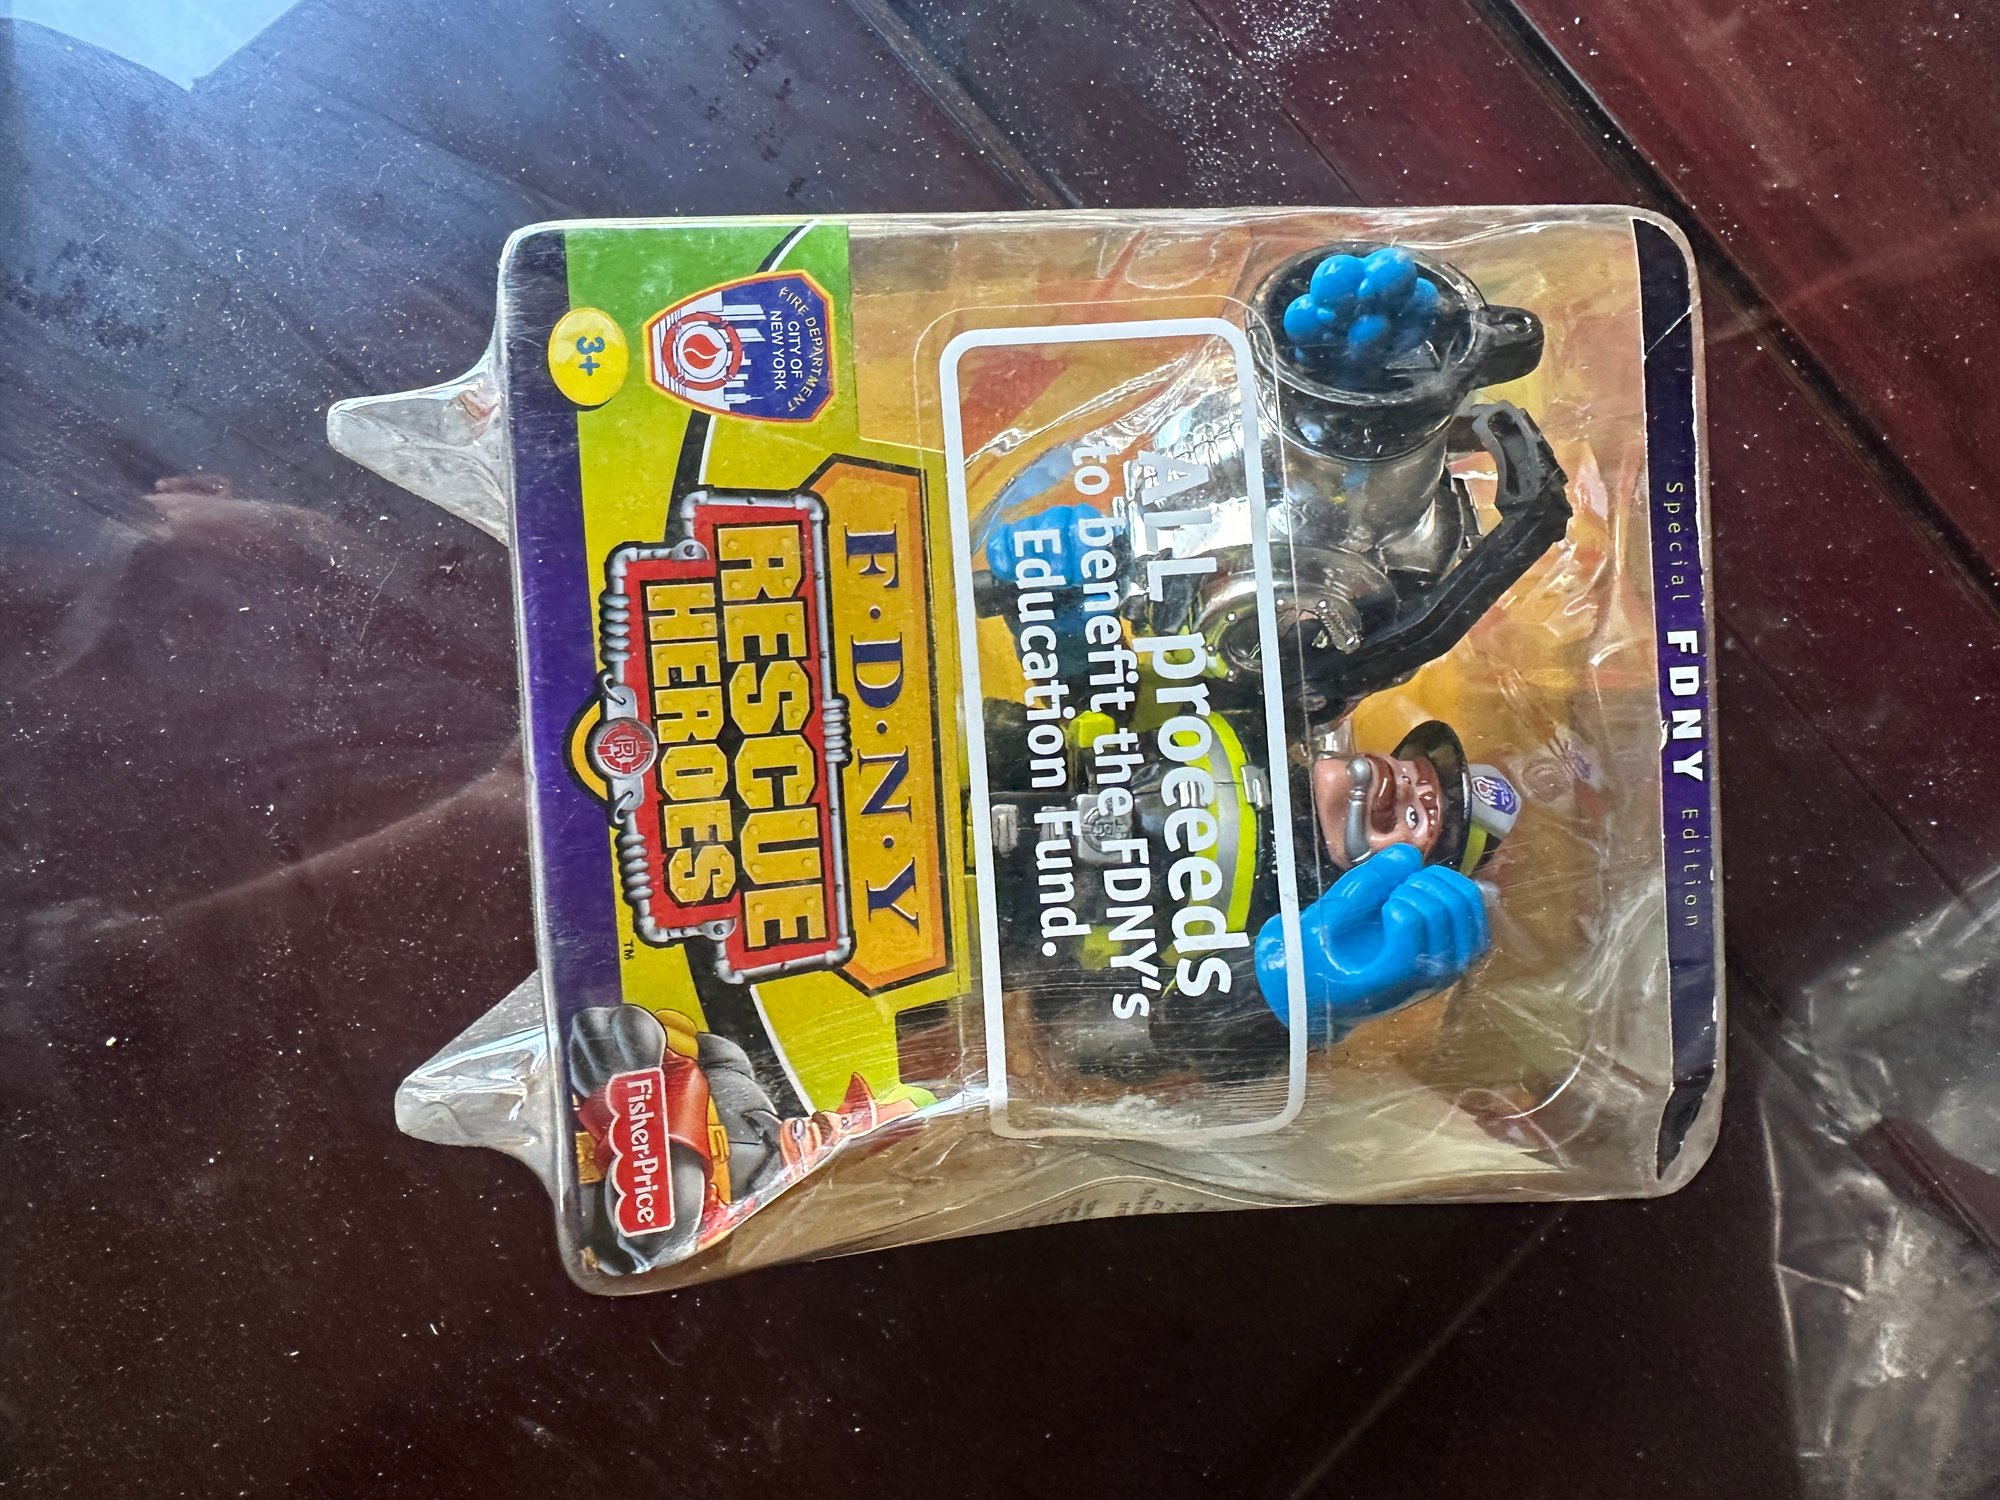 Special FDNY Edition
ALL proceeds
to benefit the FDNY's
Education Fund.
F·D·N·Y
RESCUE
HEROES
TM
FIRE DEPARTMENT
CITY OF
NEW YORK
3+
Fisher-Price